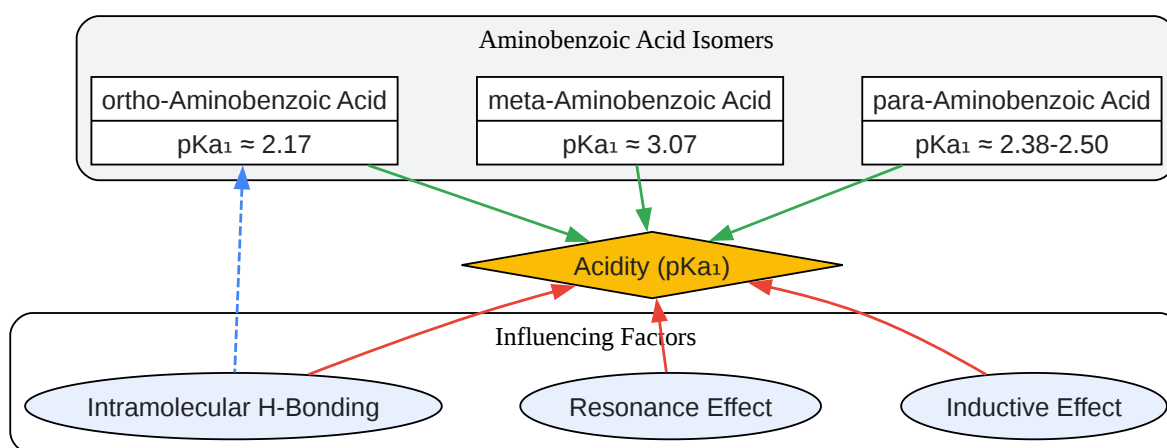 Aminobenzoic Acid Isomers
ortho-Aminobenzoic Acid
pKa₁ ≈ 2.17
meta-Aminobenzoic Acid
pKa₁ ≈ 3.07
para-Aminobenzoic Acid
pKa₁ ≈ 2.38-2.50
Acidity (pKa₁)
Influencing Factors
Intramolecular H-Bonding
Resonance Effect
Inductive Effect